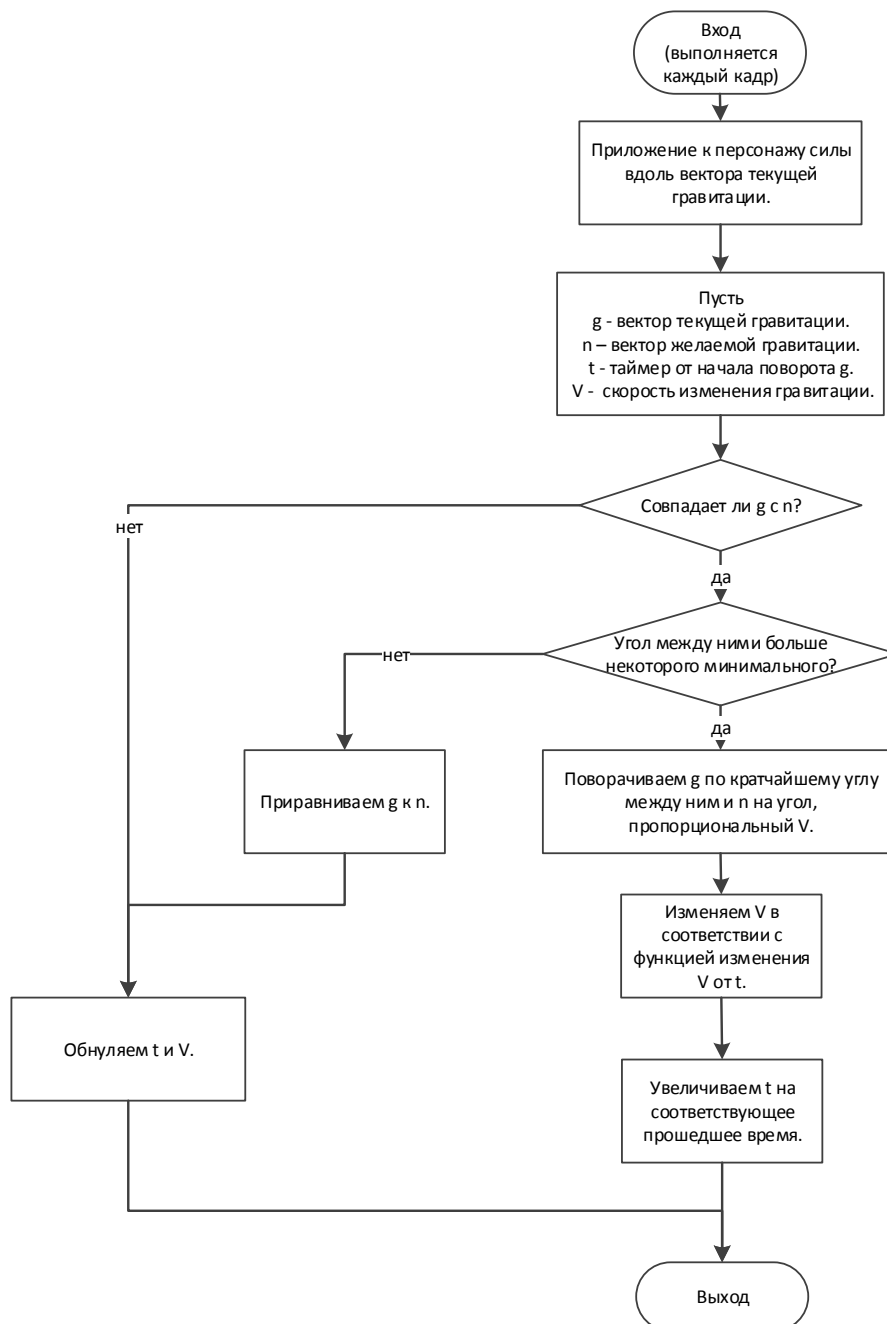 Вход
(выполняется
каждый кадр)
Приложение к персонажу силы
вдоль вектора текущей
гравитации.
Пусть
g - вектор текущей гравитации.
n – вектор желаемой гравитации.
t - таймер от начала поворота g.
V - скорость изменения гравитации.
Совпадает ли g с n?
нет
да
Угол между ними больше
некоторого минимального?
нет
да
Приравниваем g к n.
Поворачиваем g по кратчайшему углу
между ним и n на угол,
пропорциональный V.
Изменяем V в
соответствии с
функцией изменения
V от t.
Обнуляем t и V.
Увеличиваем t на
соответствующее
прошедшее время.
Выход